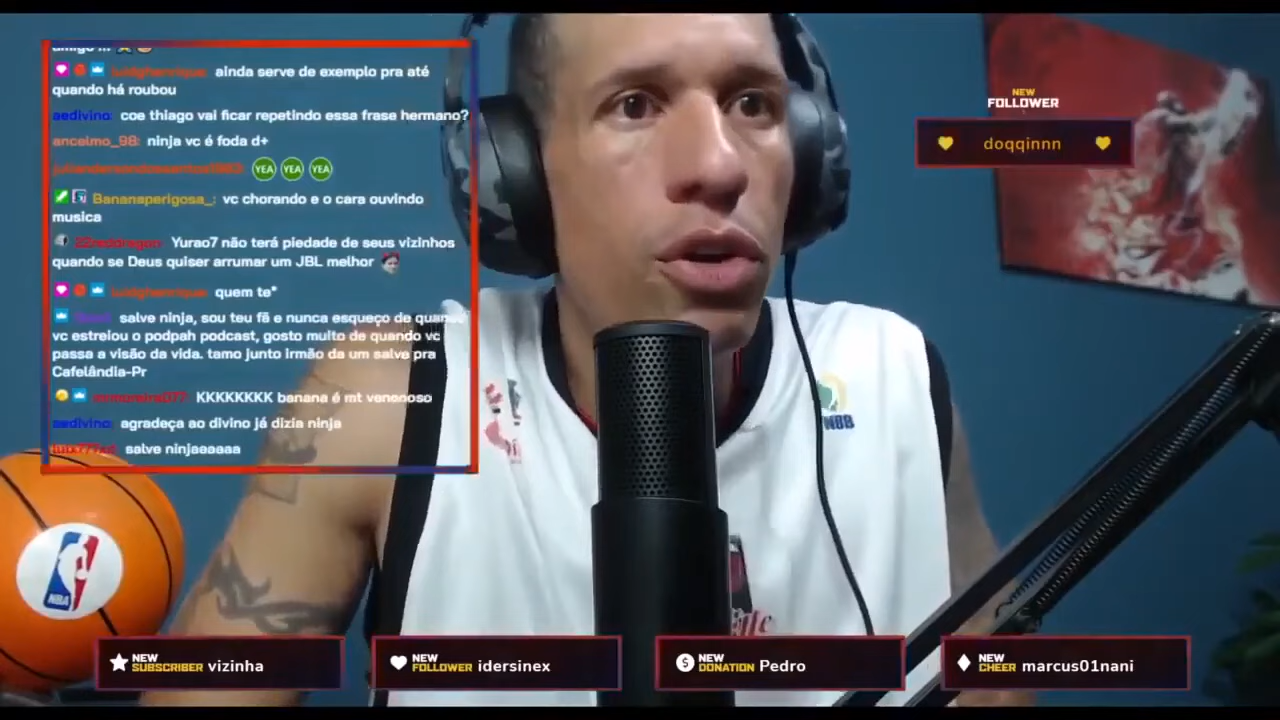 amigo ...
luidghenrique: ainda serve de exemplo pra até
quando há roubou
aedivino: coe thiago vai ficar repetindo essa frase hermano?
ancelmo_98: ninja vc é foda d+
YEA YEA YEA
Bananaperigosa_: vc chorando e o cara ouvindo
musica
22reddragon: Yurao7 não terá piedade de seus vizinhos
quando se Deus quiser arrumar um JBL melhor
luidghenrique: quem te*
salve ninja, sou teu fã e nunca esqueço de quando
vc estreiou o podpah podcast, gosto muito de quando vc
passa a visão da vida. tamo junto irmão da um salve pra
Cafelândia-Pr
KKKKKKKK banana é mt venenoso
aedivino: agradeça ao divino já dizia ninja
salve ninjaeaaaa
NEW
FOLLOWER
doqqinnn
NBB
NBA
NEW
SUBSCRIBER vizinha
NEW
FOLLOWER idersinex
NEW
DONATION Pedro
NEW
CHEER marcus01nani